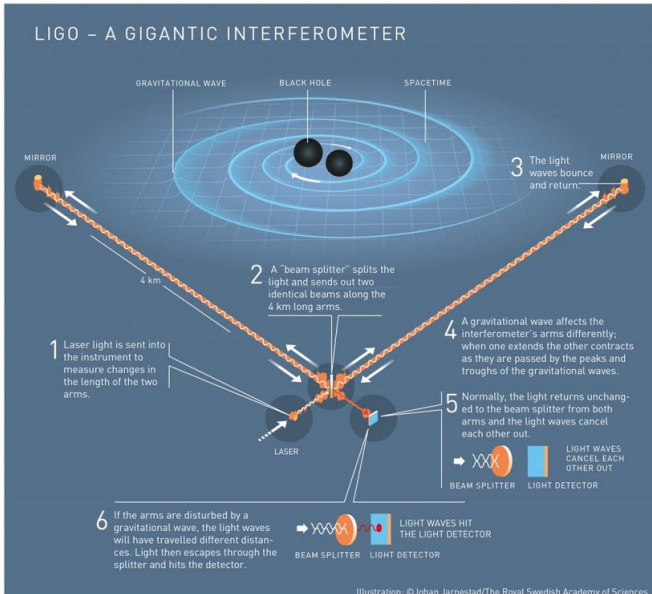 LIGO – A GIGANTIC INTERFEROMETER
GRAVITATIONAL WAVE
BLACK HOLE
SPACETIME
MIRROR
MIRROR
3 The light
waves bounce
and return.
4 km
2 A "beam splitter" splits the
light and sends out two
identical beams along the
4 km long arms.
1 Laser light is sent into
the instrument to
measure changes in
the length of the two
arms.
4 A gravitational wave affects the
interferometer's arms differently;
when one extends the other contracts
as they are passed by the peaks and
troughs of the gravitational waves.
LASER
5 Normally, the light returns unchang-
ed to the beam splitter from both
arms and the light waves cancel
each other out.
LIGHT WAVES
CANCEL EACH
OTHER OUT
BEAM SPLITTER
LIGHT DETECTOR
6 If the arms are disturbed by a
gravitational wave, the light waves
will have travelled different distan-
ces. Light then escapes through the
splitter and hits the detector.
LIGHT WAVES HIT
THE LIGHT DETECTOR
BEAM SPLITTER
LIGHT DETECTOR
Illustration: © Johan Jarnestad/The Royal Swedish Academy of Sciences